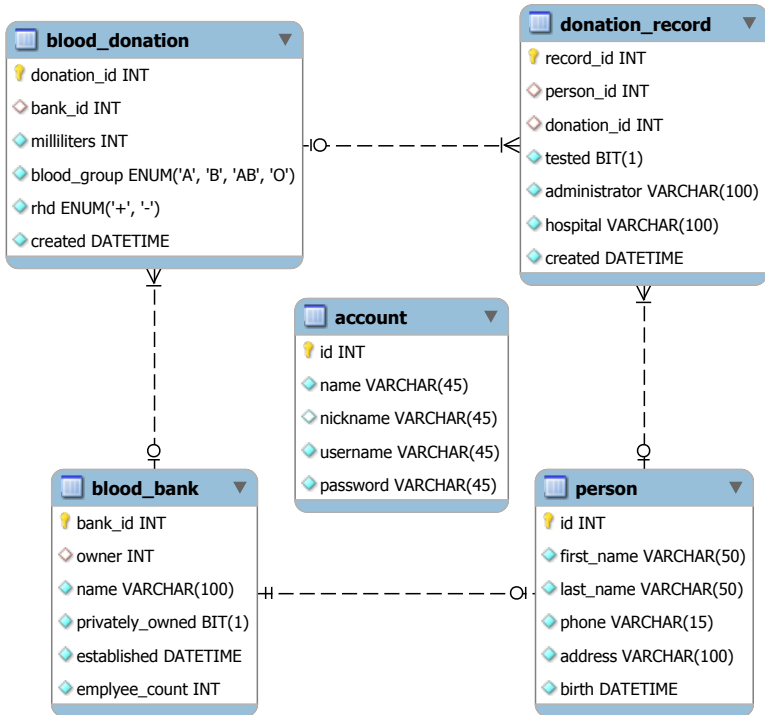 blood_donation
donation_id INT
bank_id INT
milliliters INT
blood_group ENUM('A', 'B', 'AB', 'O')
rhd ENUM('+', '-')
created DATETIME
donation_record
record_id INT
person_id INT
donation_id INT
tested BIT(1)
administrator VARCHAR(100)
hospital VARCHAR(100)
created DATETIME
account
id INT
name VARCHAR(45)
nickname VARCHAR(45)
username VARCHAR(45)
password VARCHAR(45)
blood_bank
bank_id INT
owner INT
name VARCHAR(100)
privately_owned BIT(1)
established DATETIME
emplyee_count INT
person
id INT
first_name VARCHAR(50)
last_name VARCHAR(50)
phone VARCHAR(15)
address VARCHAR(100)
birth DATETIME